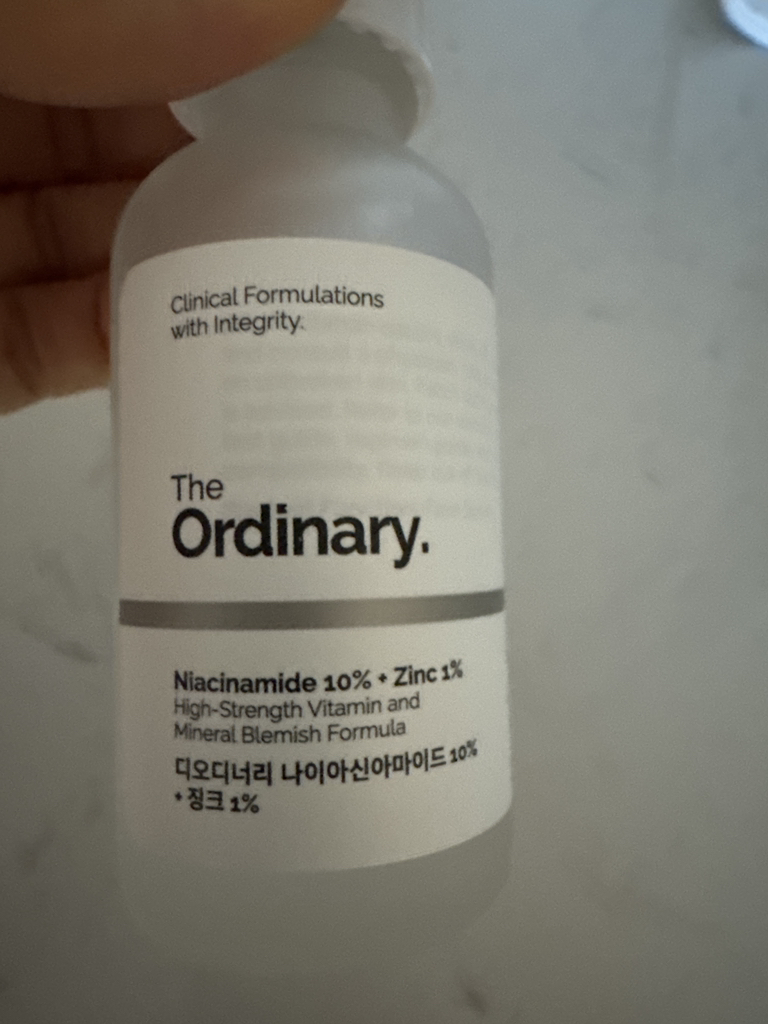 Clinical Formulations
with Integrity.
The
Ordinary.
Niacinamide 10% + Zinc 1%
High-Strength Vitamin and
Mineral Blemish Formula
디오디너리 나이아신아마이드 10%
+ 징크 1%